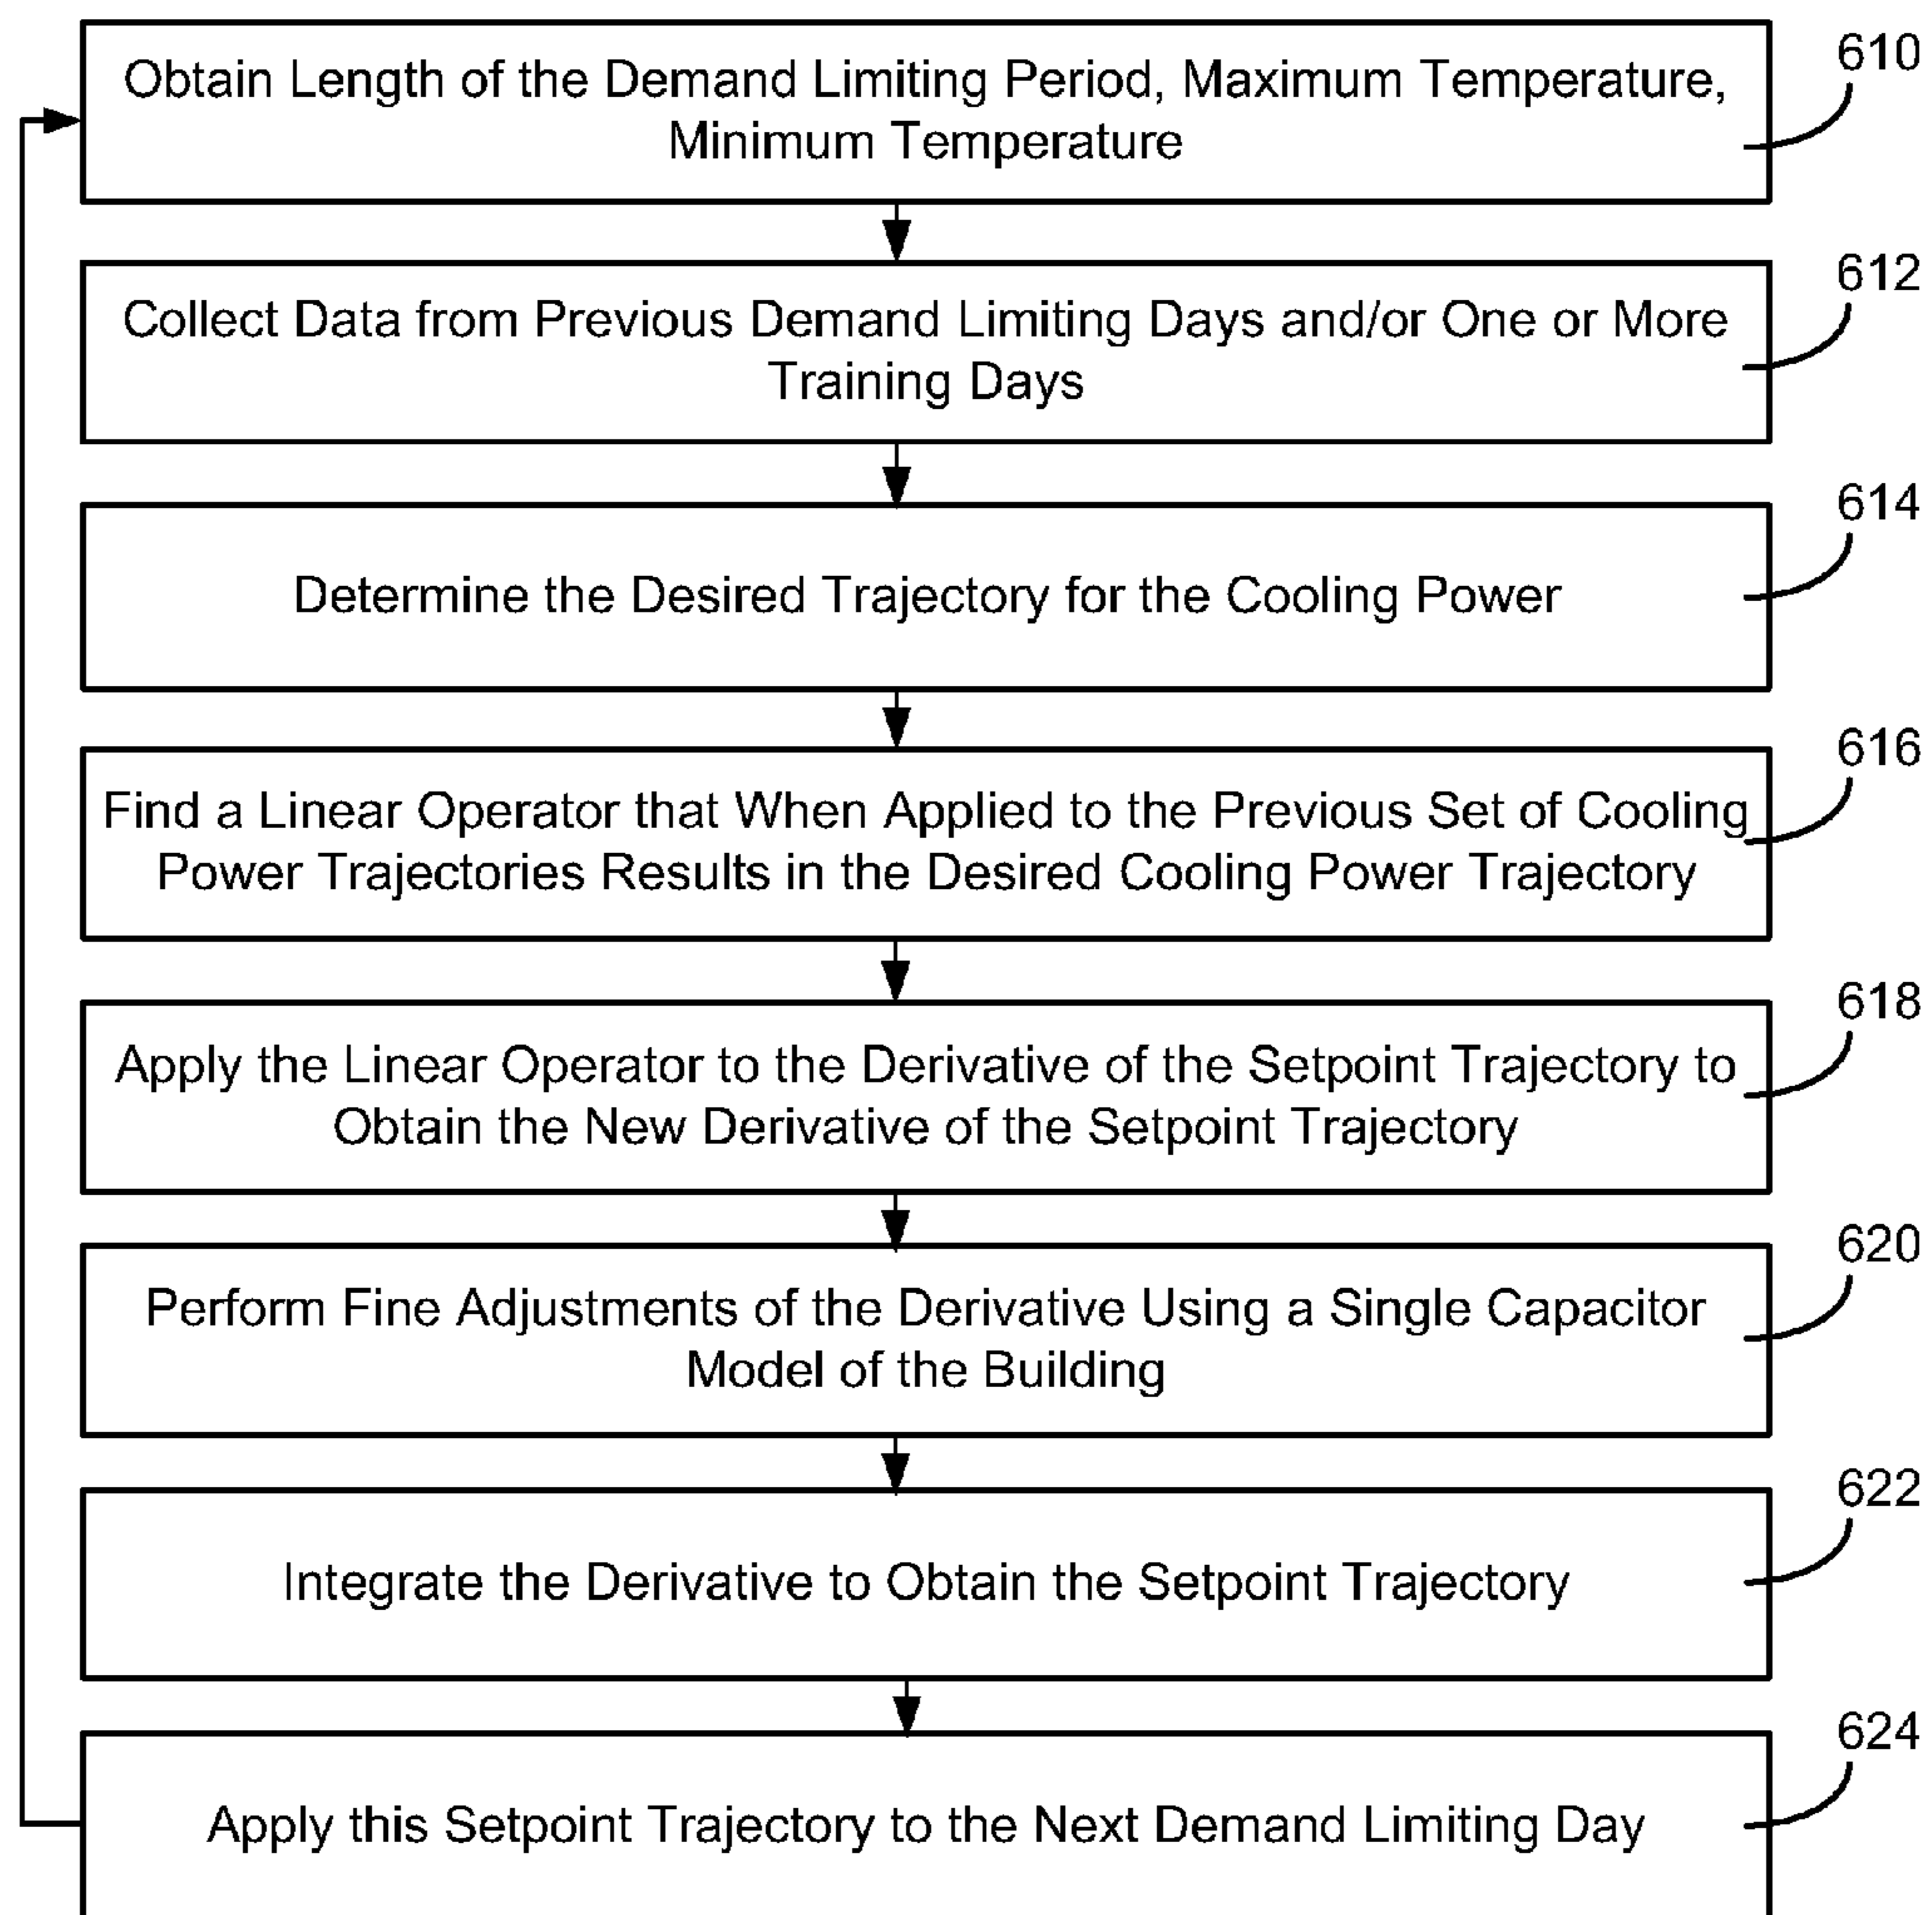 Obtain Length of the Demand Limiting Period, Maximum Temperature,
Minimum Temperature
610
Collect Data from Previous Demand Limiting Days and/or One or More
Training Days
612
Determine the Desired Trajectory for the Cooling Power
614
Find a Linear Operator that When Applied to the Previous Set of Cooling
Power Trajectories Results in the Desired Cooling Power Trajectory
616
Apply the Linear Operator to the Derivative of the Setpoint Trajectory to
Obtain the New Derivative of the Setpoint Trajectory
618
Perform Fine Adjustments of the Derivative Using a Single Capacitor
Model of the Building
620
Integrate the Derivative to Obtain the Setpoint Trajectory
622
Apply this Setpoint Trajectory to the Next Demand Limiting Day
624